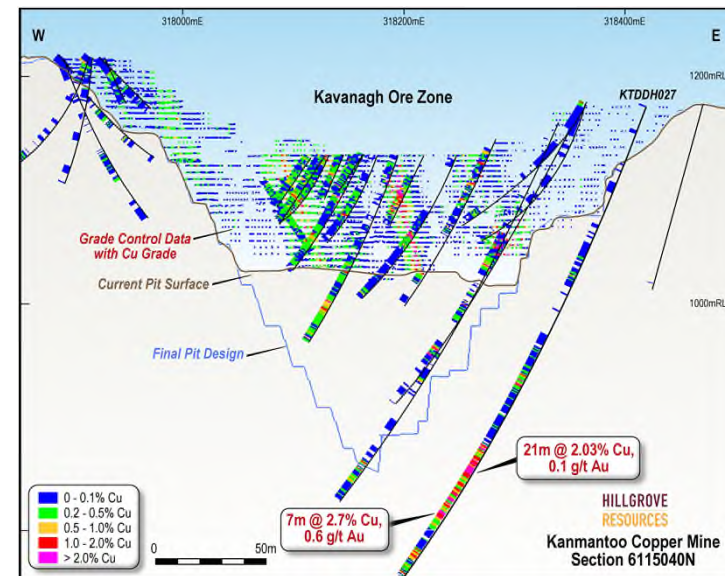 318000mE
318200mE
318400mE
W
E
1200mRL
KTDDH027
Kavanagh Ore Zone
Grade Control Data
with Cu Grade
Current Pit Surface
1000mRL
Final Pit Design
21m @ 2.03% Cu,
0.1 g/t Au
7m @ 2.7% Cu,
0.6 g/t Au
0 - 0.1% Cu
0.2 - 0.5% Cu
0.5 - 1.0% Cu
1.0 - 2.0% Cu
> 2.0% Cu
0
50m
HILLGROVE
RESOURCES
Kanmantoo Copper Mine
Section 6115040N